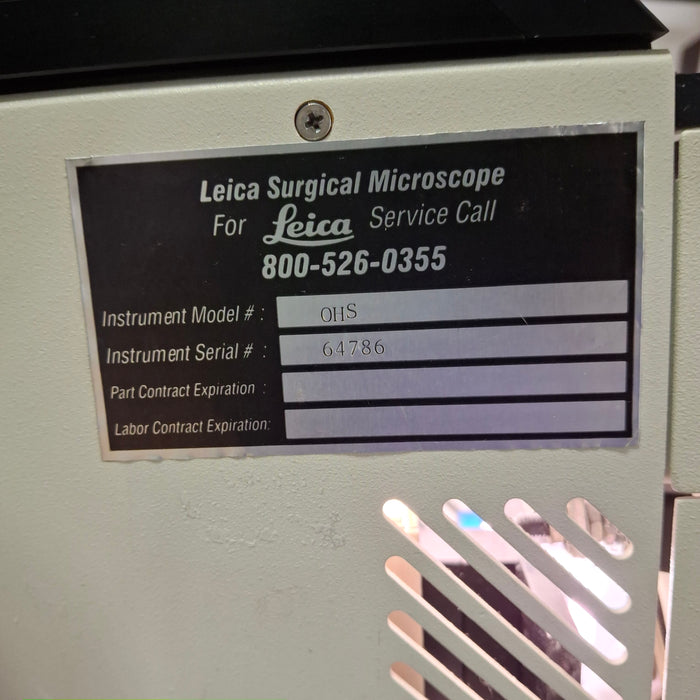 Leica Surgical Microscope
For Leica Service Call
800-526-0355
Instrument Model # : OHS
Instrument Serial # : 64786
Part Contract Expiration :
Labor Contract Expiration: